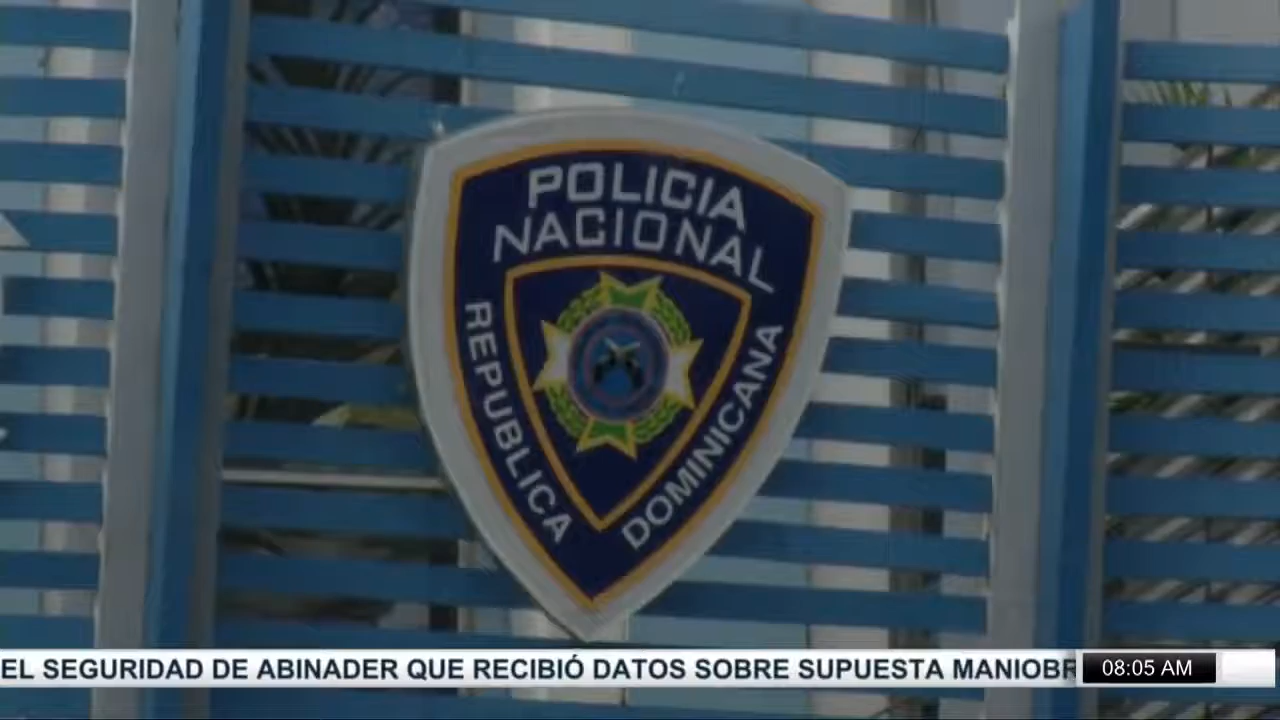 POLICIA
NACIONAL
REPUBLICA
DOMINICANA
EL SEGURIDAD DE ABINADER QUE RECIBIÓ DATOS SOBRE SUPUESTA MANIOBR
08:05 AM